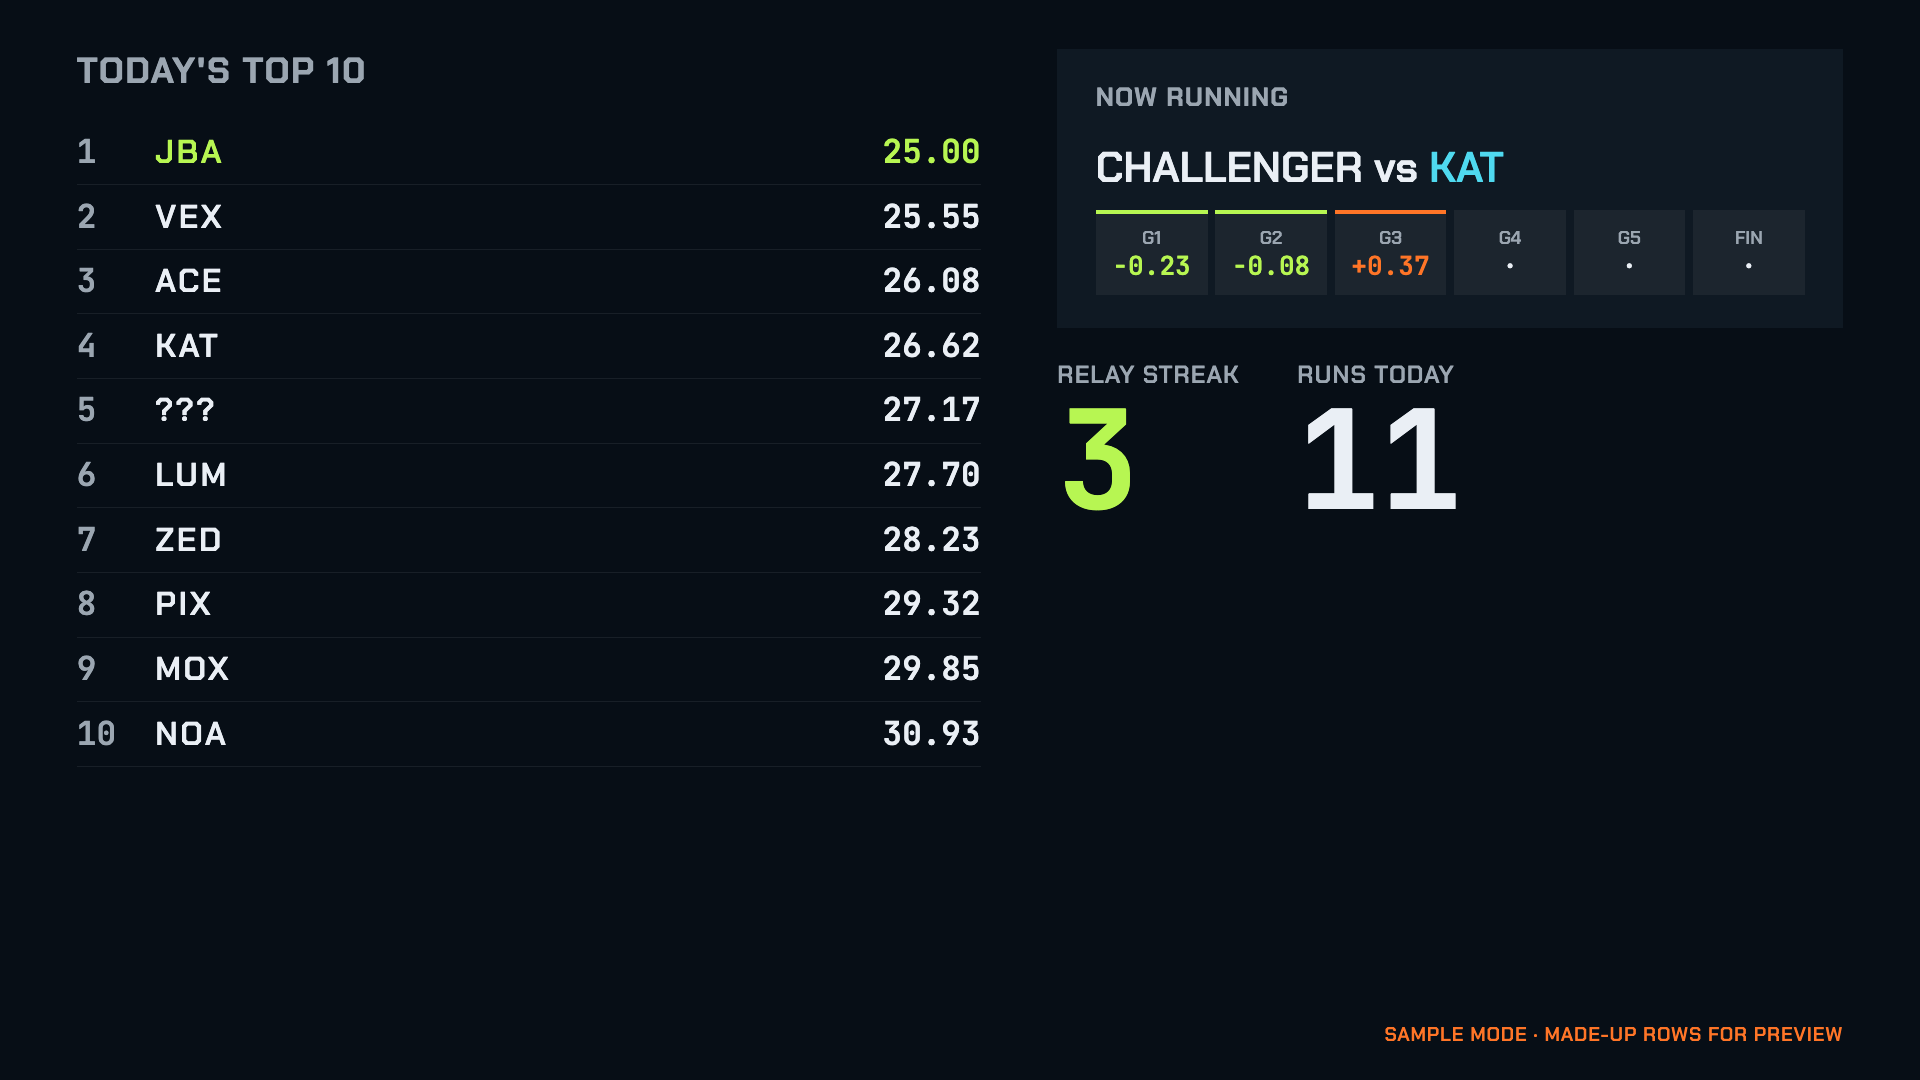 TODAY'S TOP 10
1 JBA 25.00
2 VEX 25.55
3 ACE 26.08
4 KAT 26.62
5 ??? 27.17
6 LUM 27.70
7 ZED 28.23
8 PIX 29.32
9 MOX 29.85
10 NOA 30.93
NOW RUNNING
CHALLENGER vs KAT
G1 G2 G3 G4 G5 FIN
-0.23 -0.08 +0.37 · · ·
RELAY STREAK RUNS TODAY
3 11
SAMPLE MODE · MADE-UP ROWS FOR PREVIEW